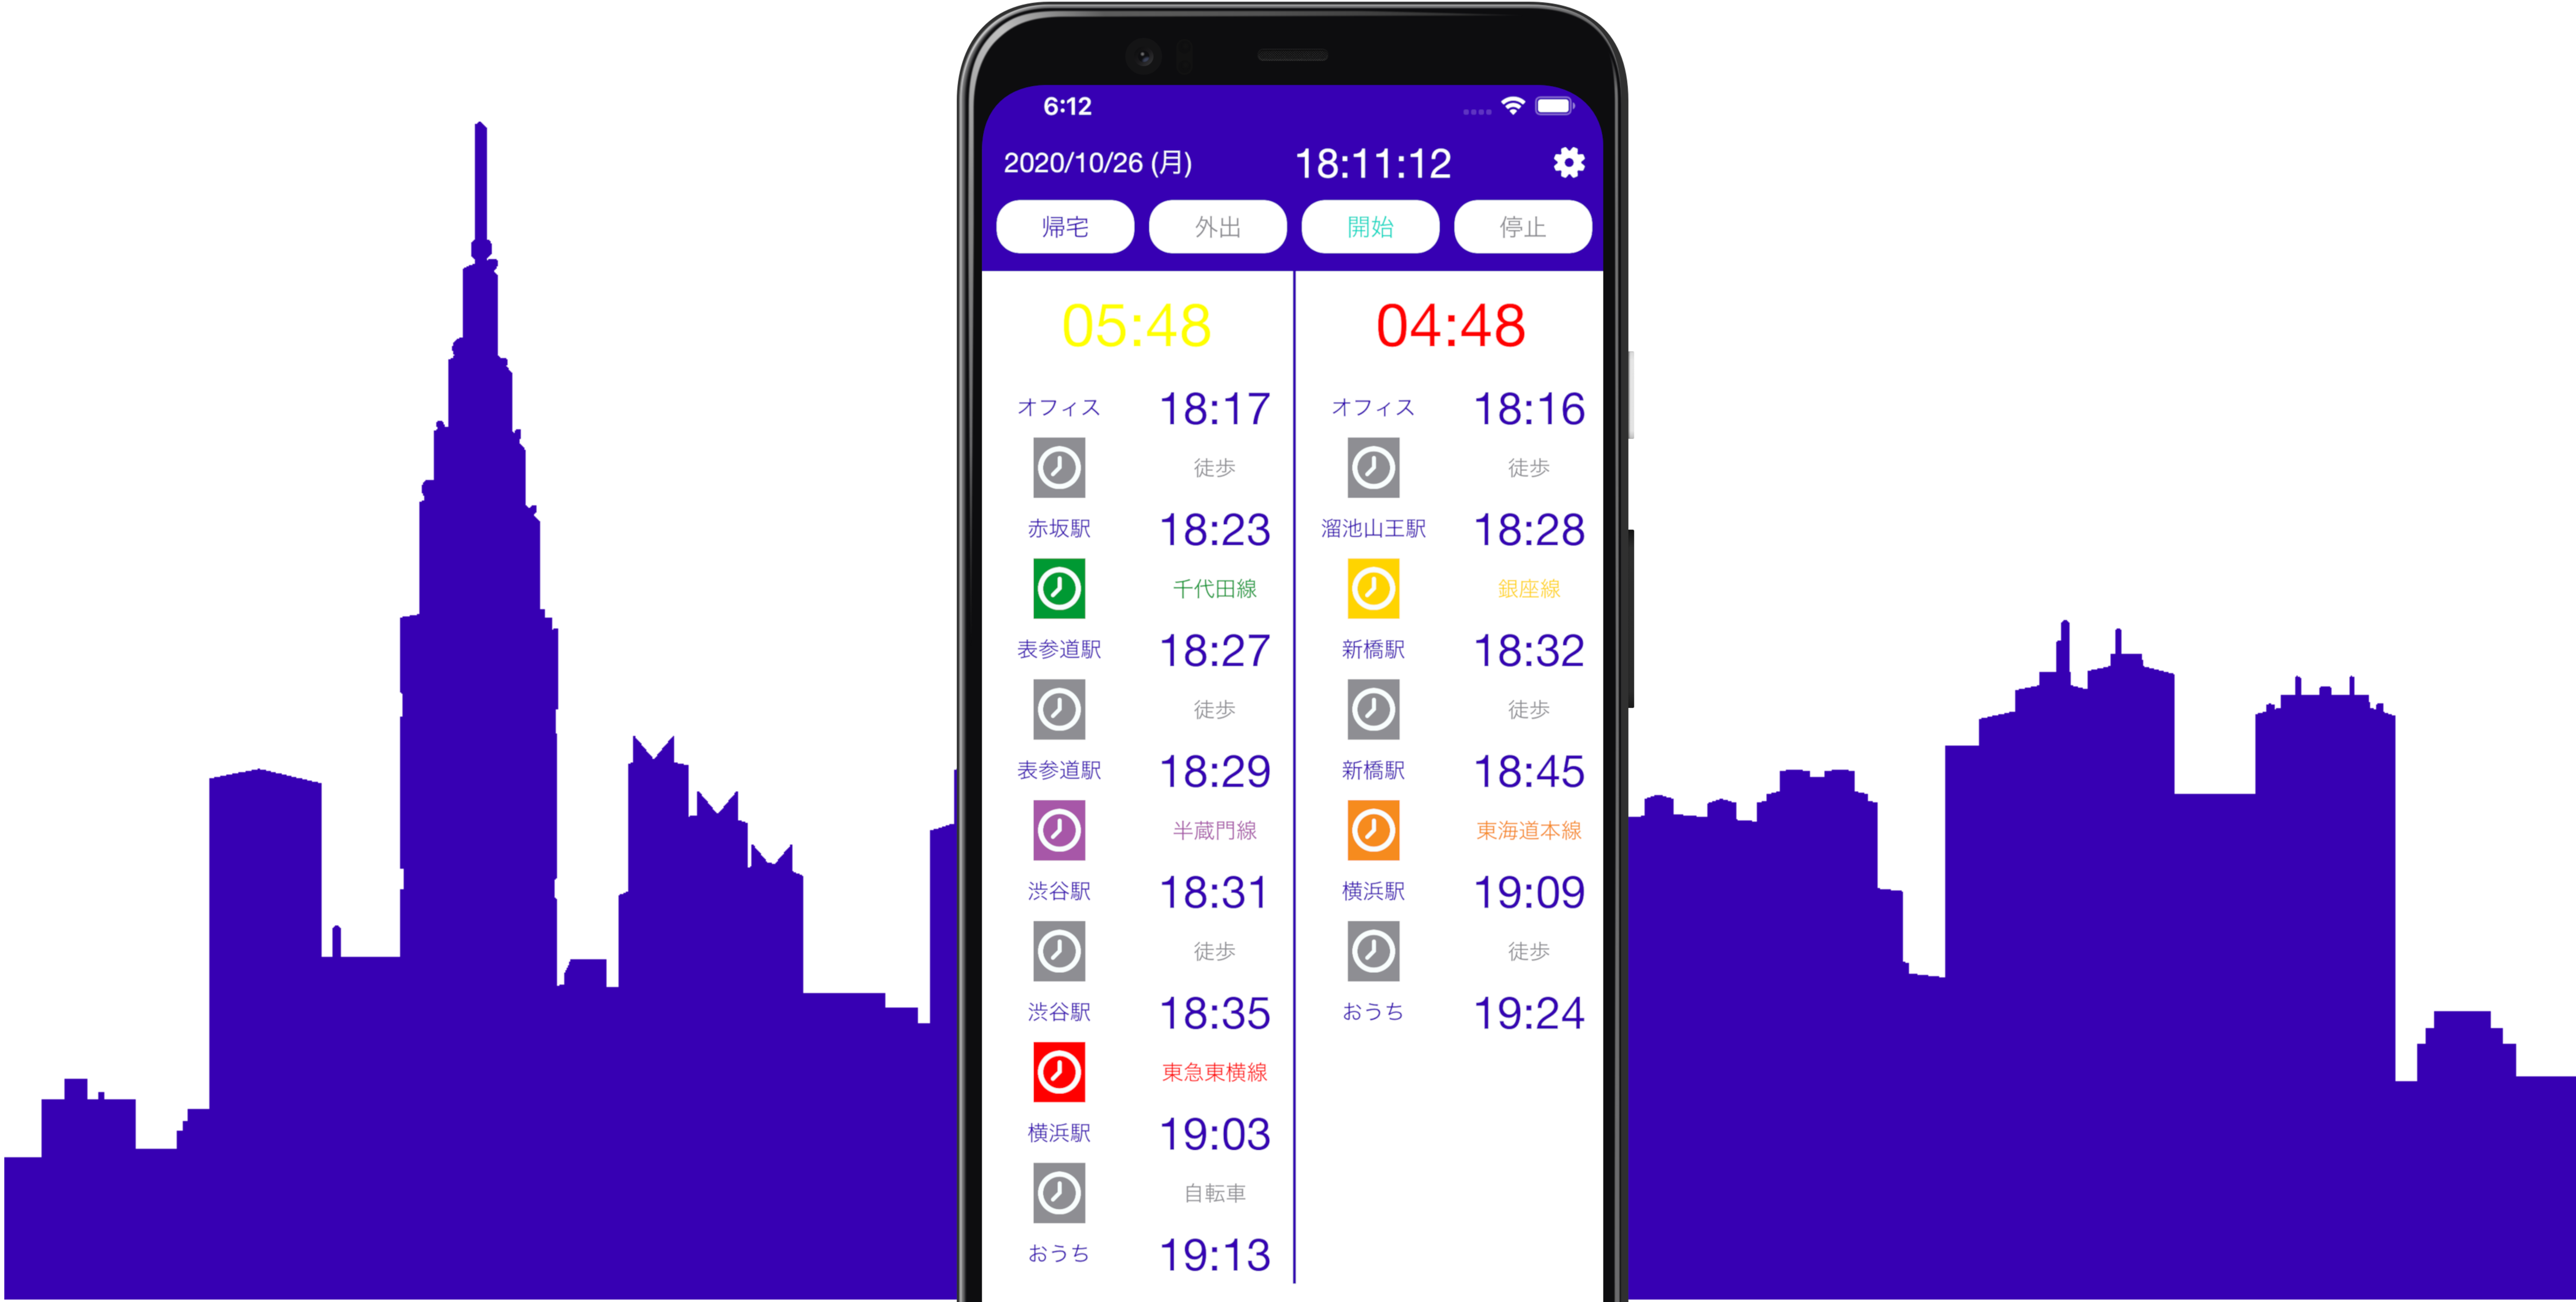 6:12
2020/10/26 (月) 18:11:12
帰宅 外出 開始 停止
05:48
オフィス 18:17
徒歩
赤坂駅 18:23
千代田線
表参道駅 18:27
徒歩
表参道駅 18:29
半蔵門線
渋谷駅 18:31
徒歩
渋谷駅 18:35
東急東横線
横浜駅 19:03
自転車
おうち 19:13
04:48
オフィス 18:16
徒歩
溜池山王駅 18:28
銀座線
新橋駅 18:32
徒歩
新橋駅 18:45
東海道本線
横浜駅 19:09
徒歩
おうち 19:24